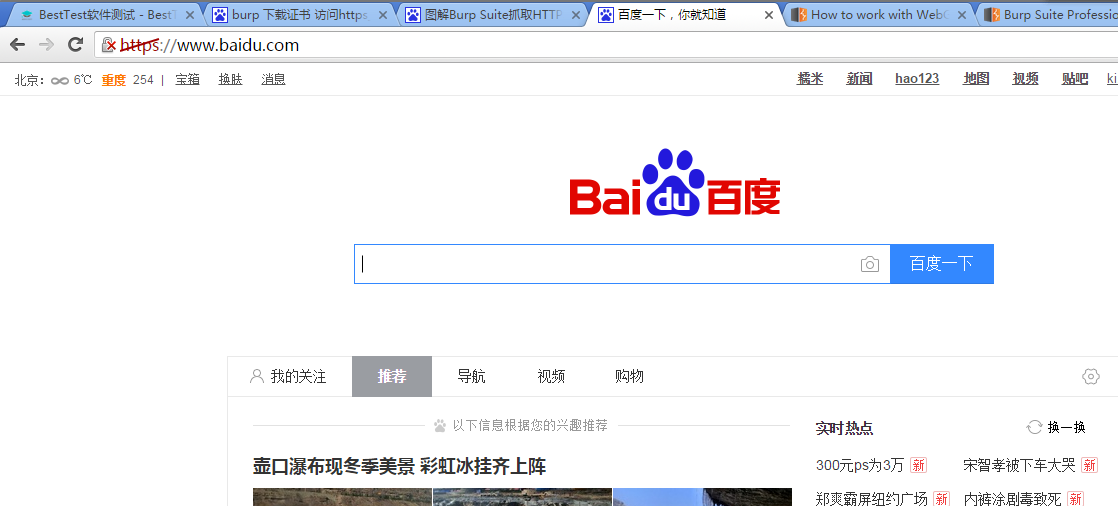 BestTest软件测试 - BestT
burp 下载证书 访问https
图解Burp Suite抓取HTTP
百度一下，你就知道
How to work with WebG
Burp Suite Professio
https://www.baidu.com
北京： 6℃ 重度 254 | 宝箱 换肤 消息
糯米 新闻 hao123 地图 视频 贴吧 ki
Baidu百度
百度一下
我的关注 推荐 导航 视频 购物
以下信息根据您的兴趣推荐
壶口瀑布现冬季美景 彩虹冰挂齐上阵
实时热点 换一换
300元ps为3万 新 宋智孝被下车大哭 新
郑爽霸屏纽约广场 新 内裤涂剧毒致死 新